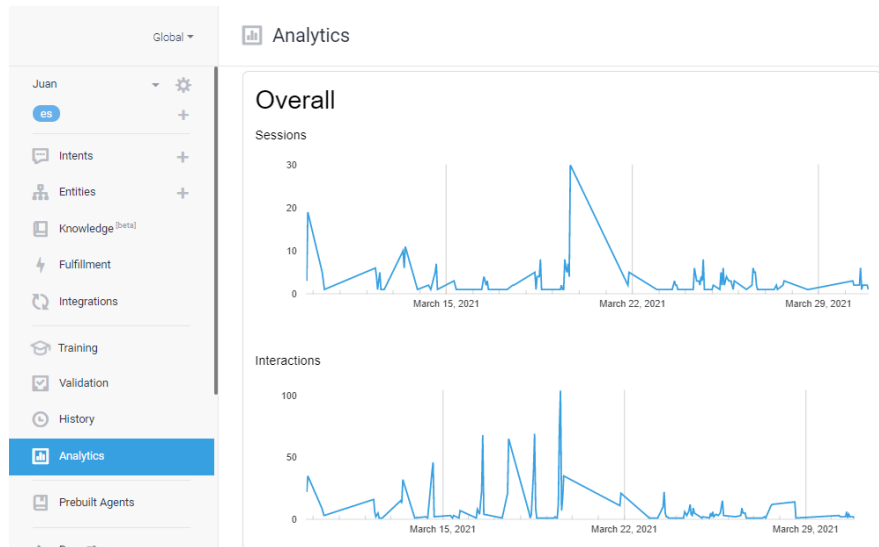 Global
Analytics
Juan
es
Intents
Entities
Knowledge [beta]
Fulfillment
Integrations
Training
Validation
History
Analytics
Prebuilt Agents
Overall
Sessions
30
20
10
0
March 15, 2021
March 22, 2021
March 29, 2021
Interactions
100
50
0
March 15, 2021
March 22, 2021
March 29, 2021